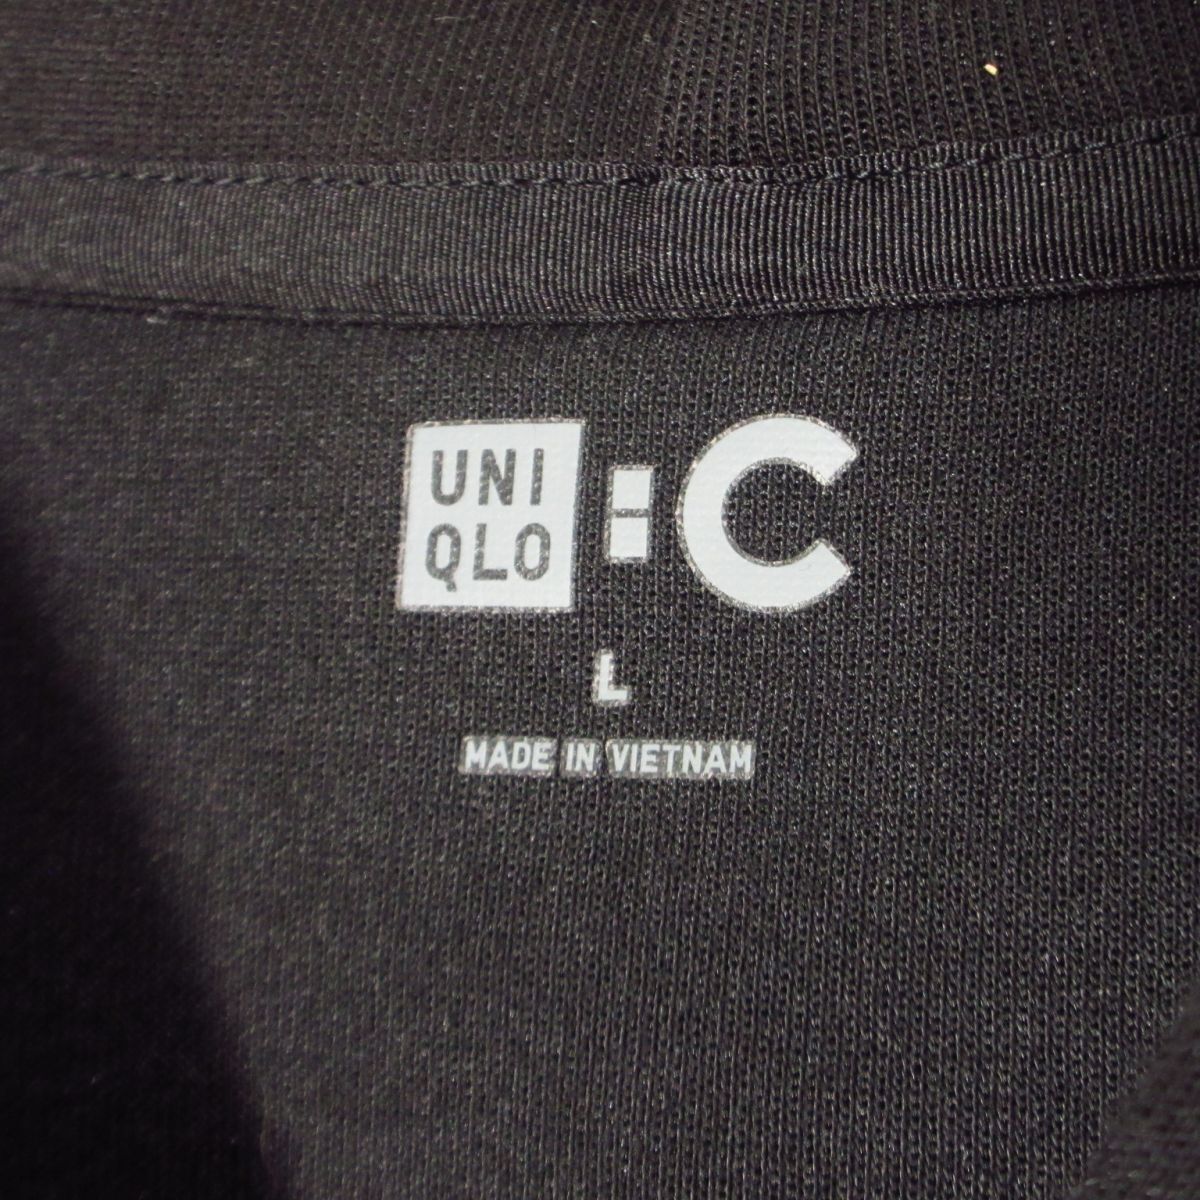 UNI
QLO : C
L
MADE IN VIETNAM